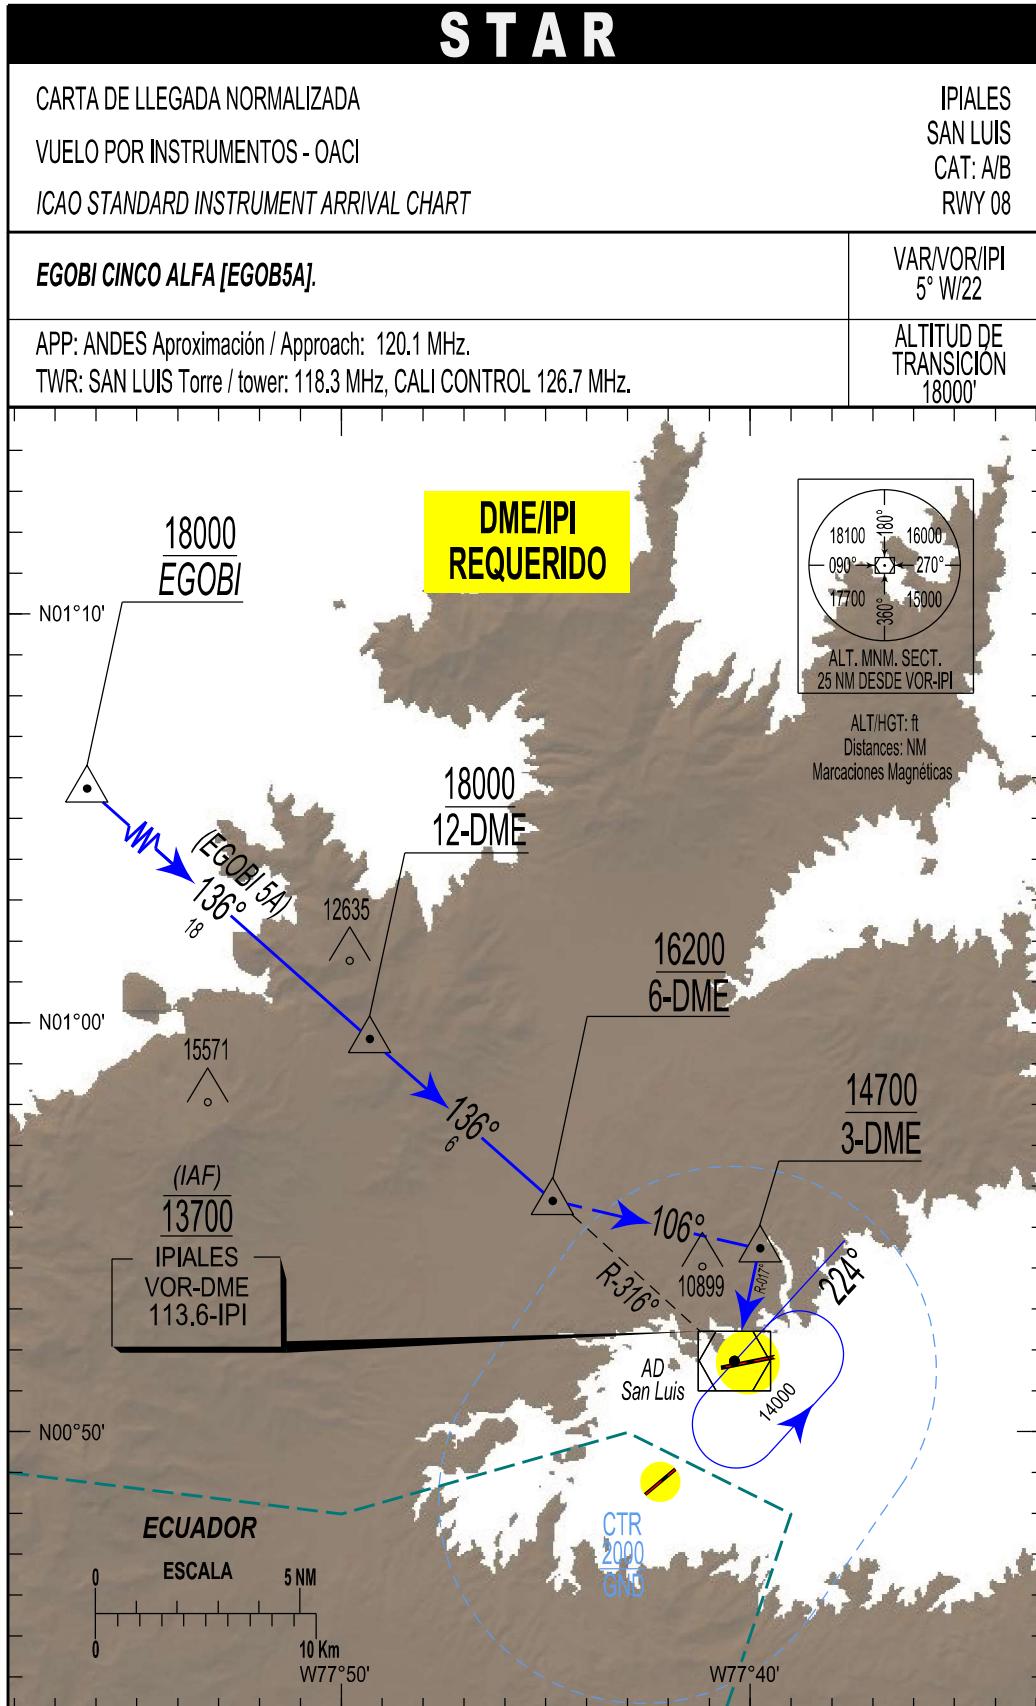 STAR
CARTA DE LLEGADA NORMALIZADA
VUELO POR INSTRUMENTOS - OACI
ICAO STANDARD INSTRUMENT ARRIVAL CHART
IPIALES
SAN LUIS
CAT: A/B
RWY 08
EGOBI CINCO ALFA [EGOB5A].
VAR/VOR/IPI
5° W/22
APP: ANDES Aproximación / Approach: 120.1 MHz.
TWR: SAN LUIS Torre / tower: 118.3 MHz, CALI CONTROL 126.7 MHz.
ALTITUD DE
TRANSICIÓN
18000'
DME/IPI
REQUERIDO
18000
EGOBI
18100
180°
16000
090°
270°
17700
360°
15000
ALT. MNM. SECT.
25 NM DESDE VOR-IPI
ALT/HGT: ft
Distances: NM
Marcaciones Magnéticas
N01°10'
18000
12-DME
(EGOBI 5A)
136°
18
12635
16200
6-DME
N01°00'
15571
136°
6
14700
3-DME
(IAF)
13700
IPIALES
VOR-DME
113.6-IPI
106°
R-316°
10899
R-017°
224°
AD
San Luis
14000
N00°50'
CTR
2000
GND
ECUADOR
ESCALA
0
5 NM
0
10 Km
W77°50'
W77°40'